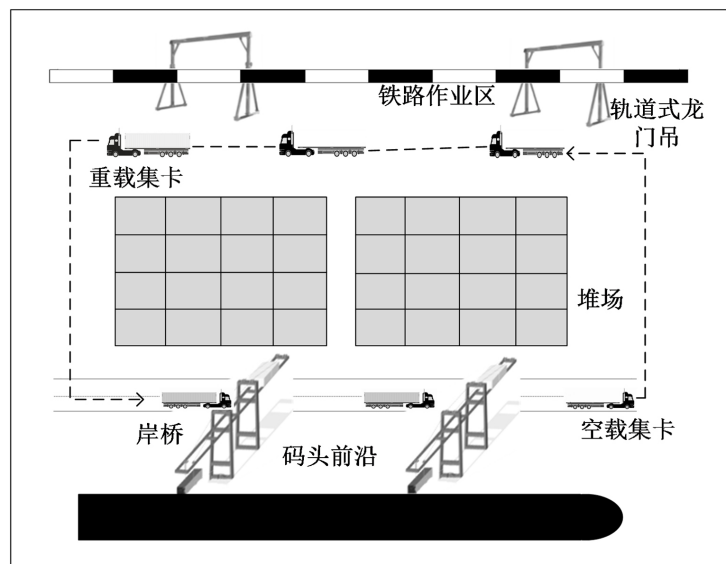 铁路作业区
轨道式龙
门吊
重载集卡
堆场
岸桥
码头前沿
空载集卡